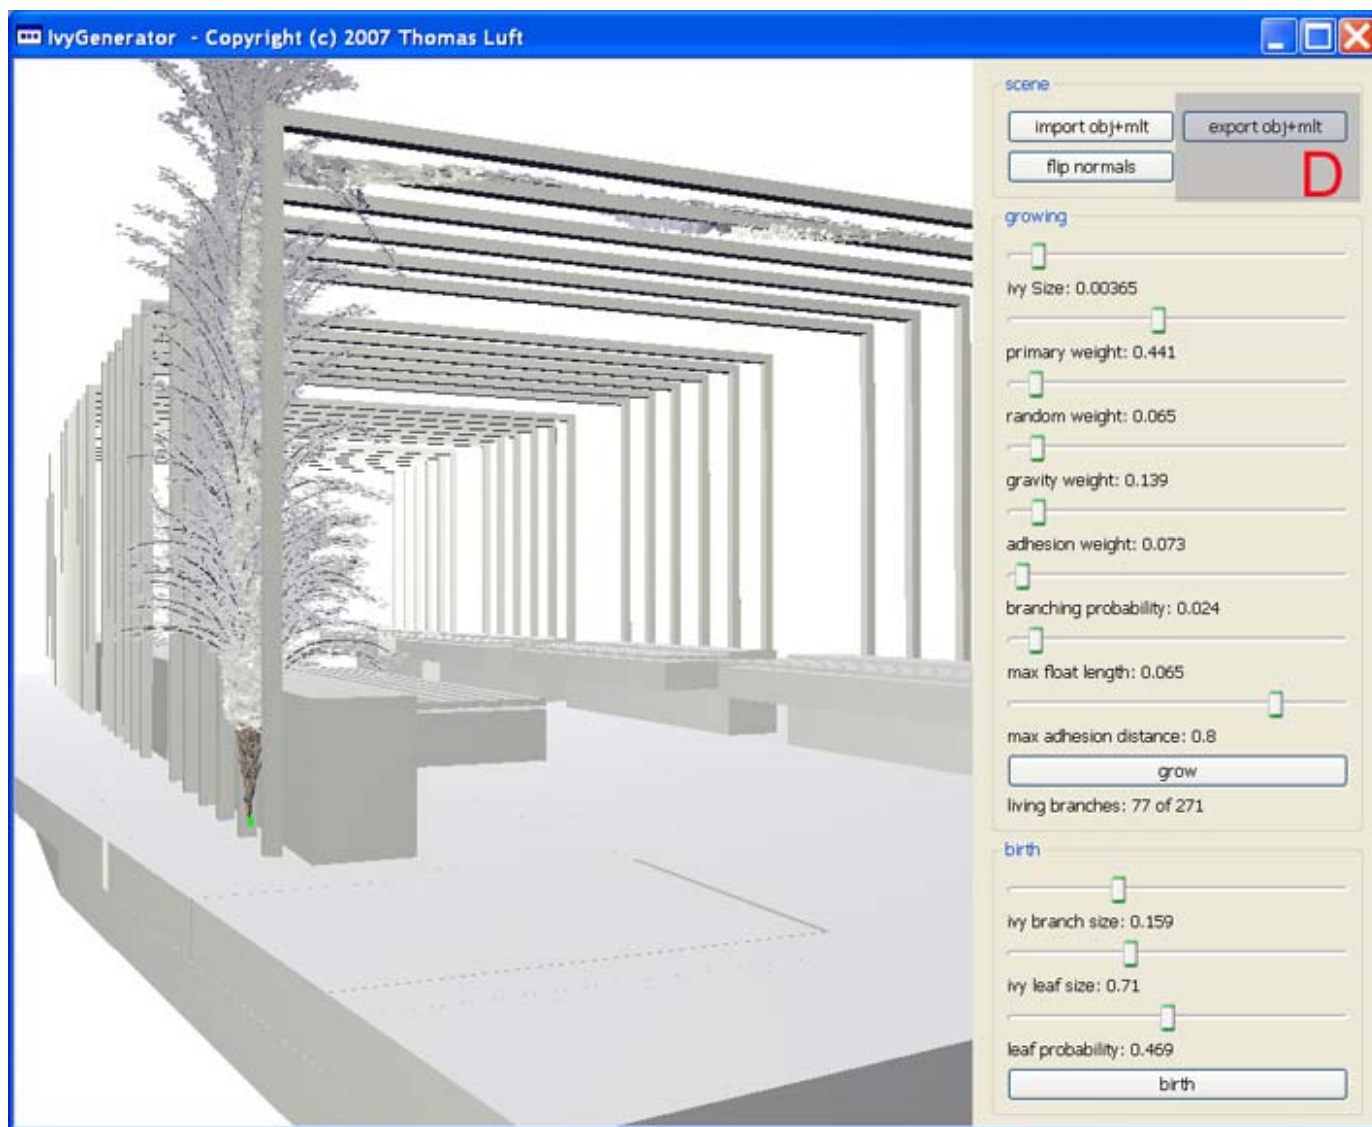 IvyGenerator - Copyright (c) 2007 Thomas Luft
scene
import obj+mlt
export obj+mlt
flip normals
D
growing
ivy Size: 0.00365
primary weight: 0.441
random weight: 0.065
gravity weight: 0.139
adhesion weight: 0.073
branching probability: 0.024
max float length: 0.065
max adhesion distance: 0.8
grow
living branches: 77 of 271
birth
ivy branch size: 0.159
ivy leaf size: 0.71
leaf probability: 0.469
birth